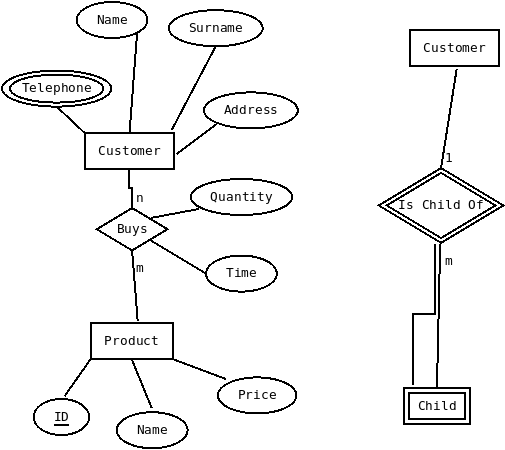 Name
Surname
Telephone
Address
Customer
n
Quantity
Buys
m
Time
Product
Price
ID
Name
Customer
1
Is Child Of
m
Child